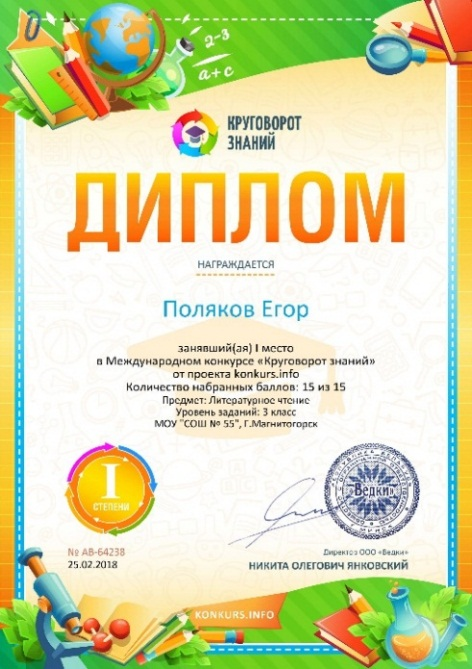 2-3
a+c
КРУГОВОРОТ
ЗНАНИЙ
ДИПЛОМ
НАГРАЖДАЕТСЯ
Поляков Егор
занявший(ая) I место
в Международном конкурсе «Круговорот знаний»
от проекта konkurs.info
Количество набранных баллов: 15 из 15
Предмет: Литературное чтение
Уровень заданий: 3 класс
МОУ "СОШ № 55", Г.Магнитогорск
I
СТЕПЕНИ
«Ведки»
№ АВ-64238
25.02.2018
Директор ООО «Ведки»
НИКИТА ОЛЕГОВИЧ ЯНКОВСКИЙ
KONKURS.INFO